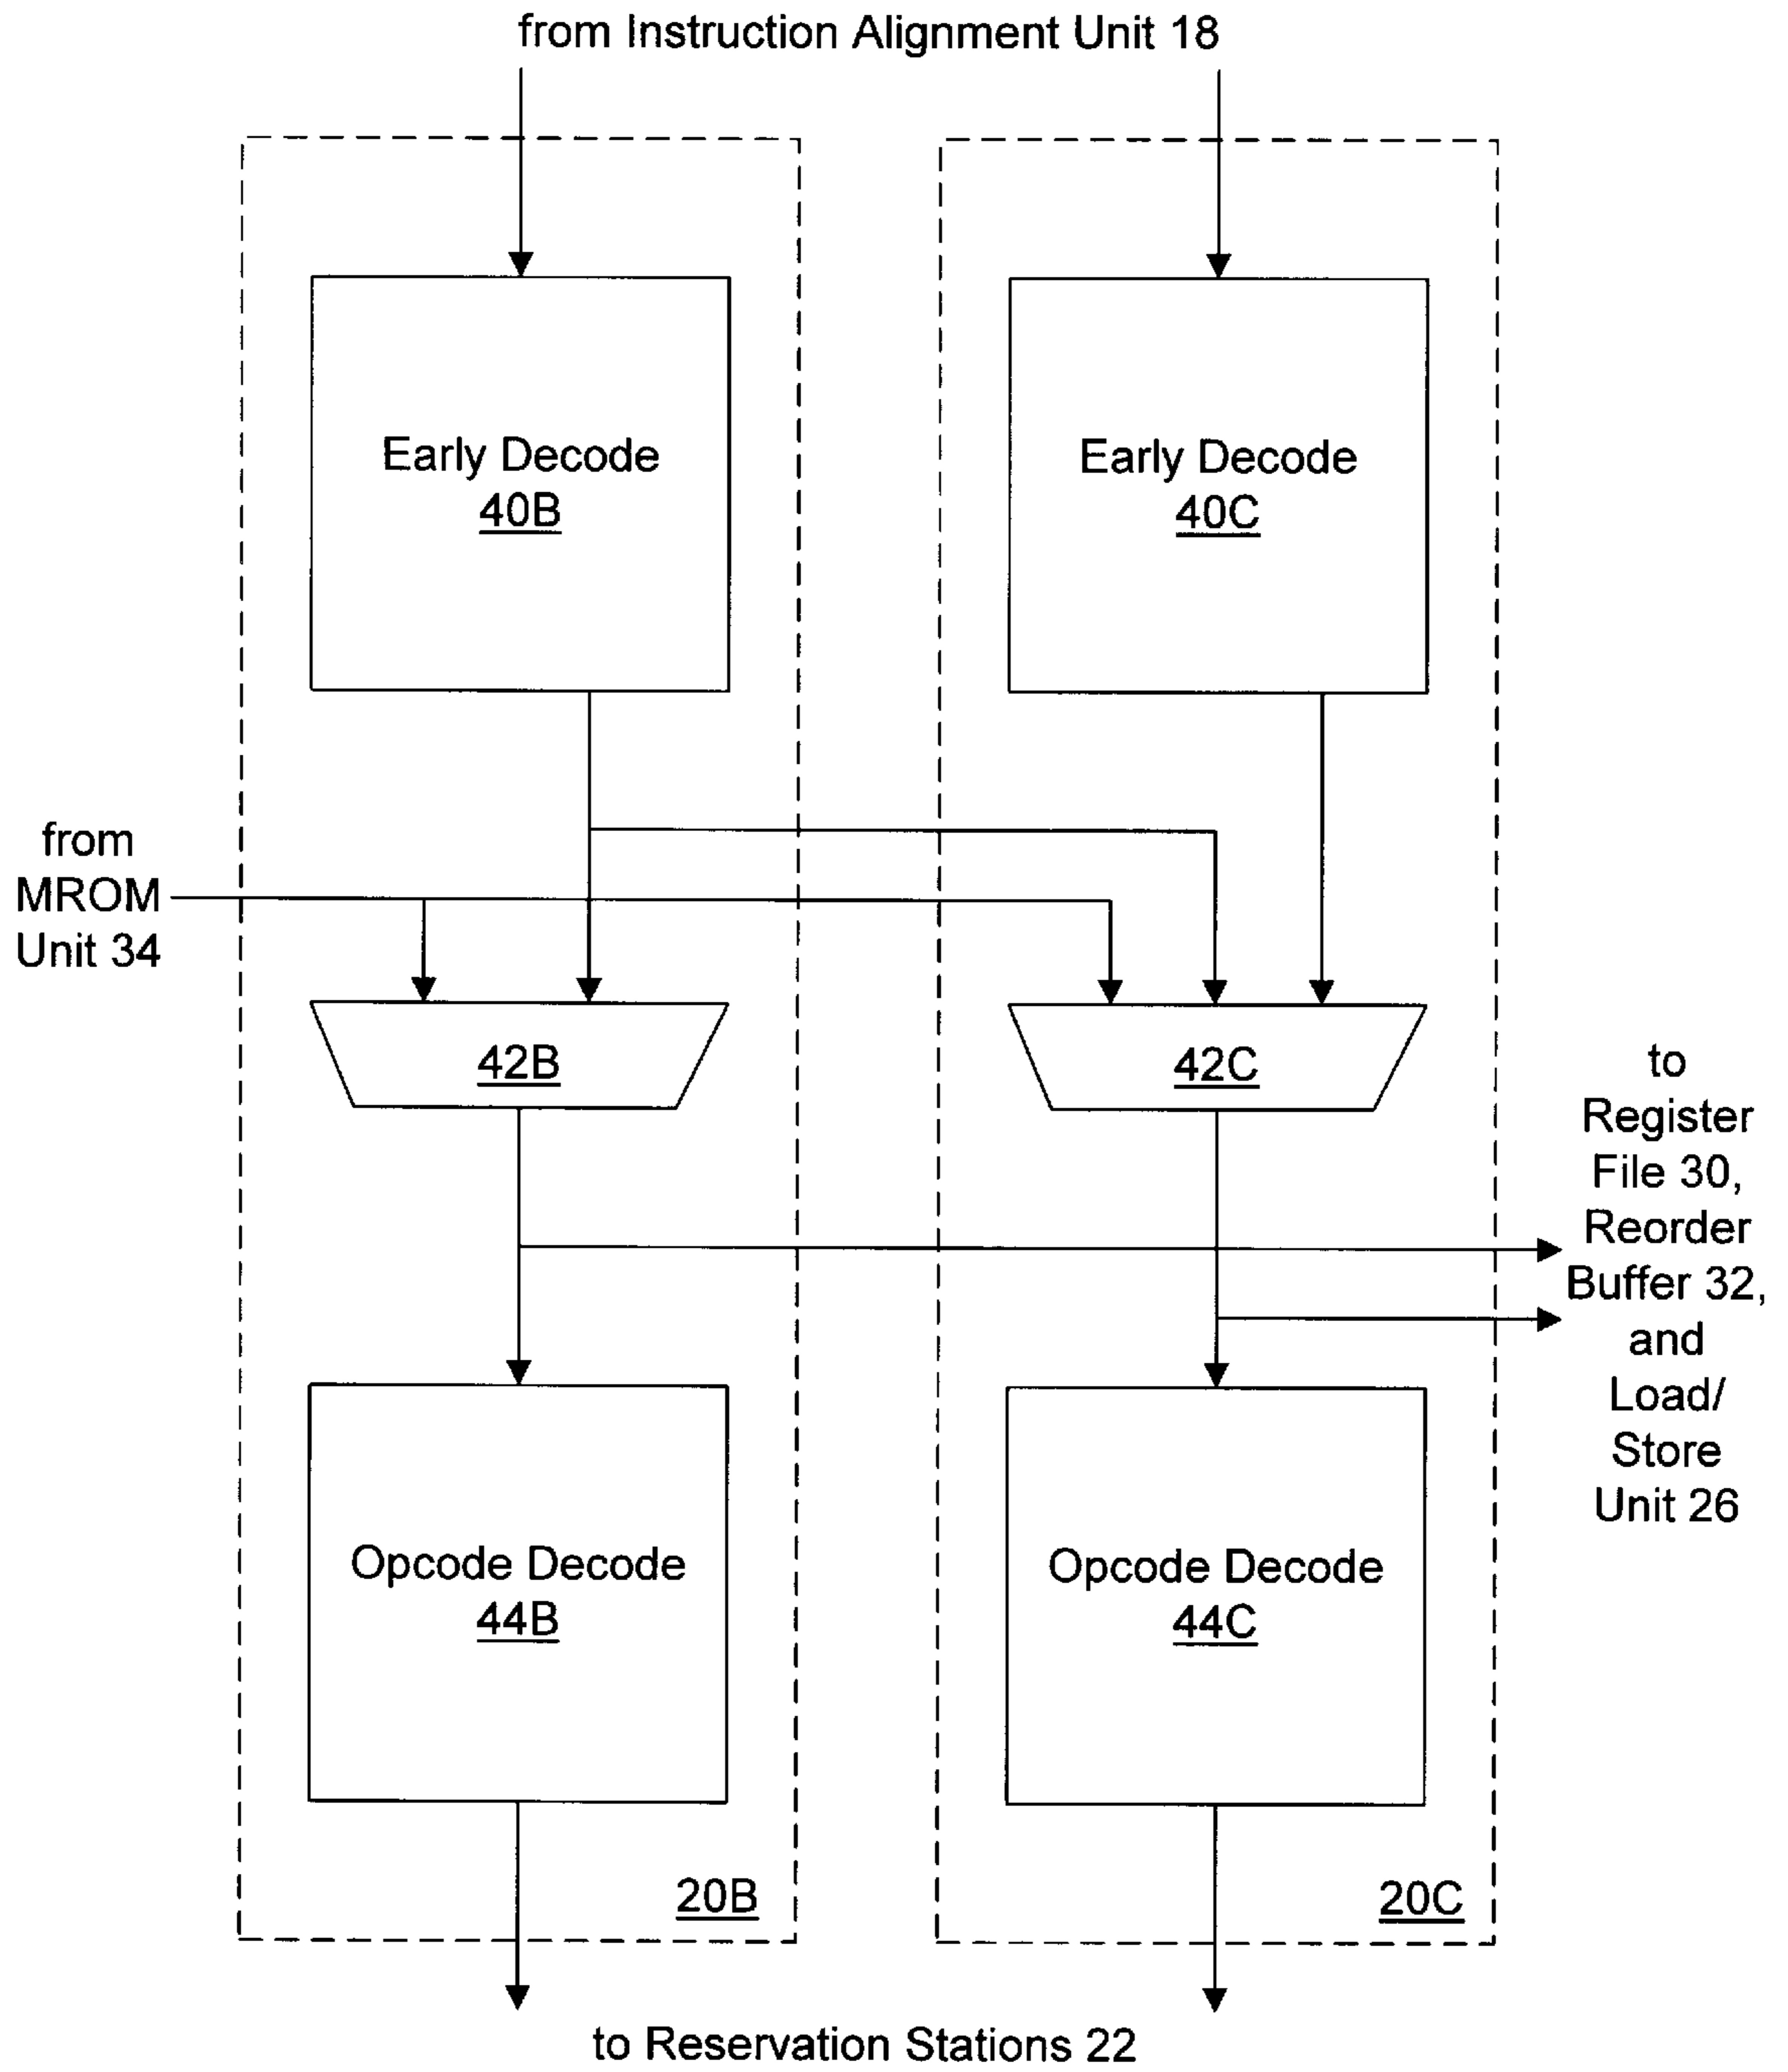 from Instruction Alignment Unit 18
Early Decode
40B
Early Decode
40C
from
MROM
Unit 34
42B
42C
to
Register
File 30,
Reorder
Buffer 32,
and
Load/
Store
Unit 26
Opcode Decode
44B
Opcode Decode
44C
20B
20C
to Reservation Stations 22